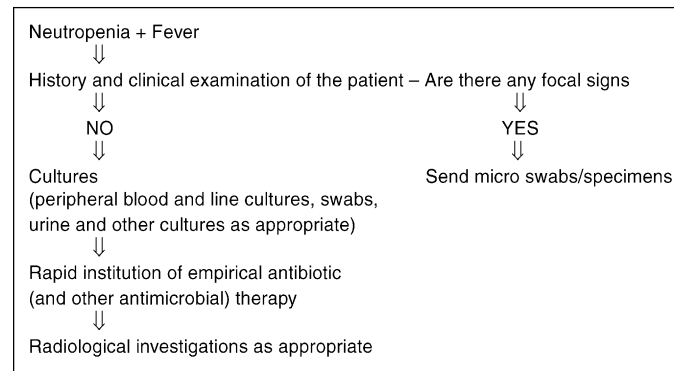 Neutropenia + Fever
⇓
History and clinical examination of the patient – Are there any focal signs
⇓ ⇓
NO YES
⇓ ⇓
Cultures Send micro swabs/specimens
(peripheral blood and line cultures, swabs,
urine and other cultures as appropriate)
⇓
Rapid institution of empirical antibiotic
(and other antimicrobial) therapy
⇓
Radiological investigations as appropriate